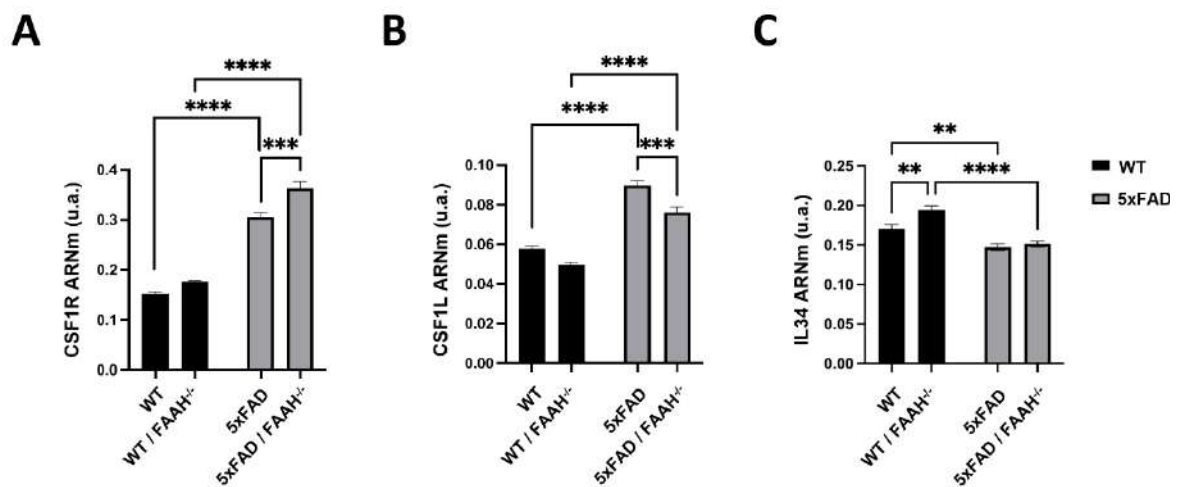 A
B
C
****
****
***
CSF1R ARNm (u.a.)
0.4
0.3
0.2
0.1
0.0
WT
WT / FAAH-/-
5xFAD
5xFAD / FAAH-/-
****
****
***
CSF1L ARNm (u.a.)
0.10
0.08
0.06
0.04
0.02
0.00
WT
WT / FAAH-/-
5xFAD
5xFAD / FAAH-/-
**
**
****
IL34 ARNm (u.a.)
0.25
0.20
0.15
0.10
0.05
0.00
WT
WT / FAAH-/-
5xFAD
5xFAD / FAAH-/-
WT
5xFAD